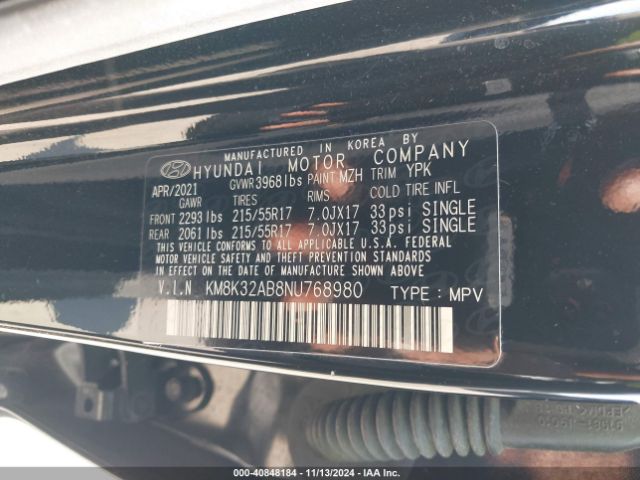 MANUFACTURED IN KOREA BY
HYUNDAI MOTOR COMPANY
APR/2021 GVWR 3968 lbs PAINT MZH TRIM YPK
GAWR TIRES RIMS COLD TIRE INFL
FRONT 2293 lbs 215/55R17 7.0JX17 33psi SINGLE
REAR 2061 lbs 215/55R17 7.0JX17 33psi SINGLE
THIS VEHICLE CONFORMS TO ALL APPLICABLE U.S.A. FEDERAL
MOTOR VEHICLE SAFETY AND THEFT PREVENTION STANDARDS
IN EFFECT ON THE DATE OF MANUFACTURE SHOWN ABOVE.
V.I.N KM8K32AB8NU768980 TYPE : MPV
000-40848184 - 11/13/2024 - IAA Inc.